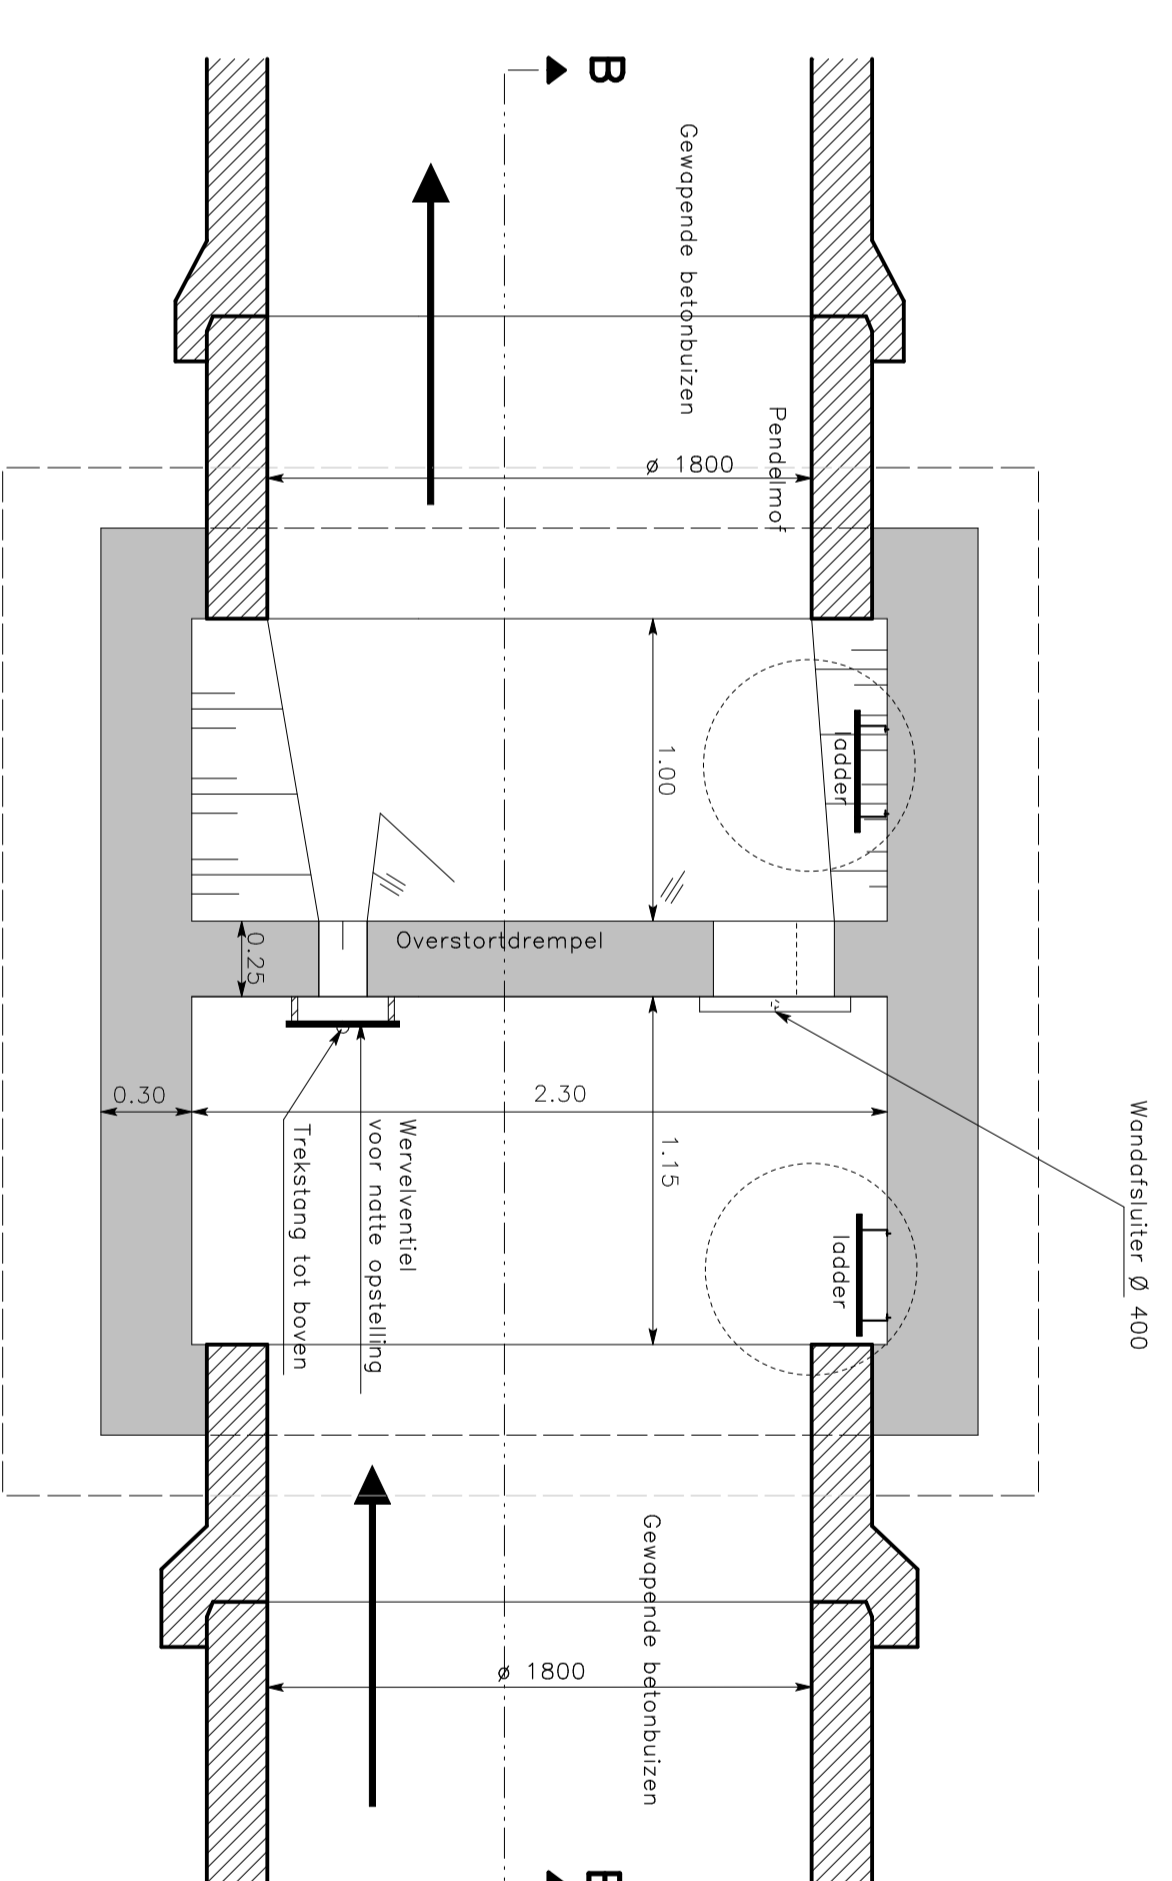 B
Gewapende betonbuizen
Pendelmof
ø 1800
ladder
1.00
Overstortdrempel
0.25
Wandafsluiter Ø 400
0.30
2.30
1.15
Wervelventiel
voor natte opstelling
Trekstang tot boven
ladder
Gewapende betonbuizen
ø 1800